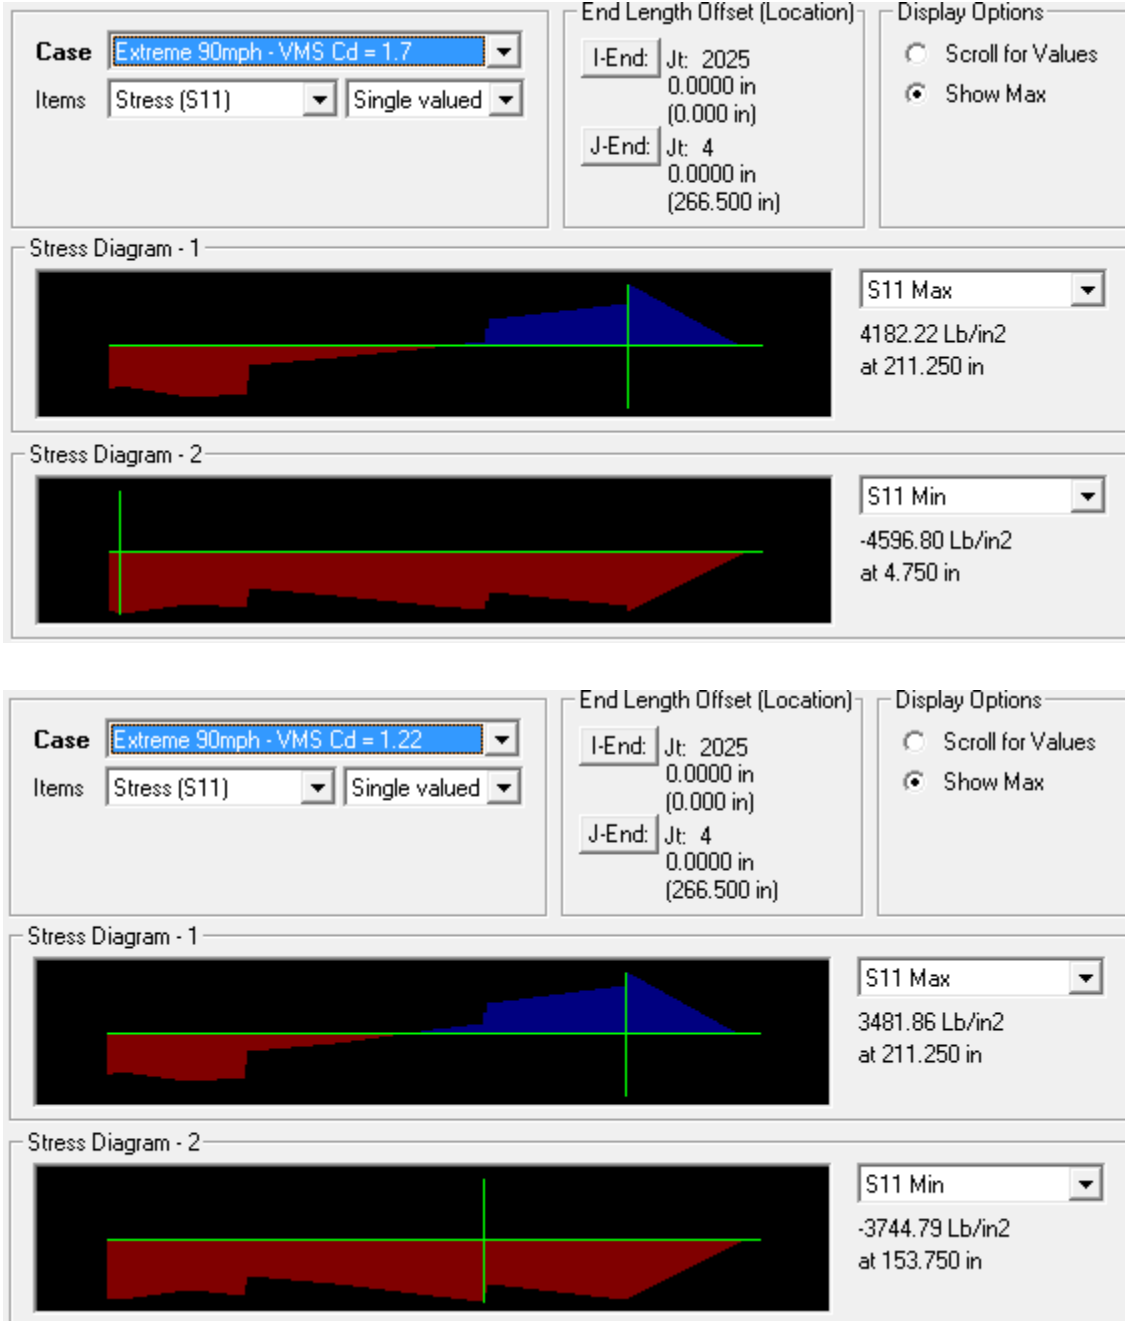 End Length Offset (Location)
Display Options
Case Extreme 90mph - VMS Cd = 1.7
Items Stress (S11) Single valued
I-End: Jt: 2025
0.0000 in
(0.000 in)
J-End: Jt: 4
0.0000 in
(266.500 in)
Scroll for Values
Show Max
Stress Diagram - 1
S11 Max
4182.22 Lb/in2
at 211.250 in
Stress Diagram - 2
S11 Min
-4596.80 Lb/in2
at 4.750 in
End Length Offset (Location)
Display Options
Case Extreme 90mph - VMS Cd = 1.22
Items Stress (S11) Single valued
I-End: Jt: 2025
0.0000 in
(0.000 in)
J-End: Jt: 4
0.0000 in
(266.500 in)
Scroll for Values
Show Max
Stress Diagram - 1
S11 Max
3481.86 Lb/in2
at 211.250 in
Stress Diagram - 2
S11 Min
-3744.79 Lb/in2
at 153.750 in